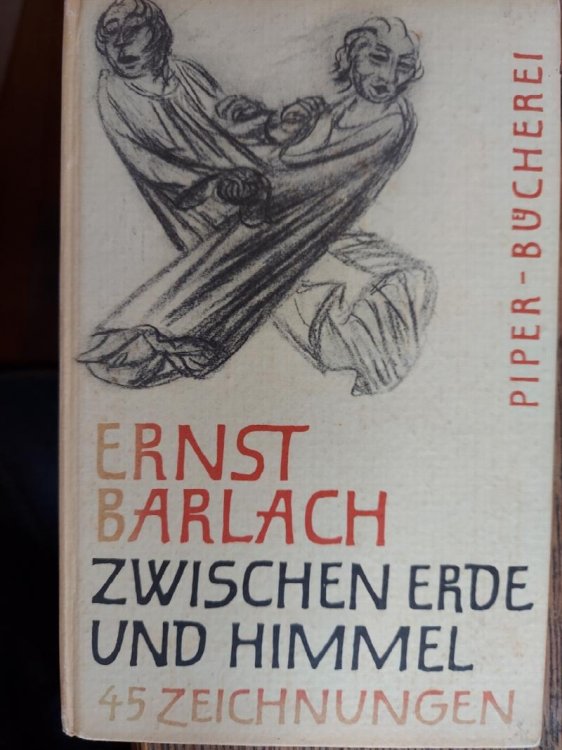 PIPER-BÜCHEREI
ERNST
BARLACH
ZWISCHEN ERDE
UND HIMMEL
45 ZEICHNUNGEN